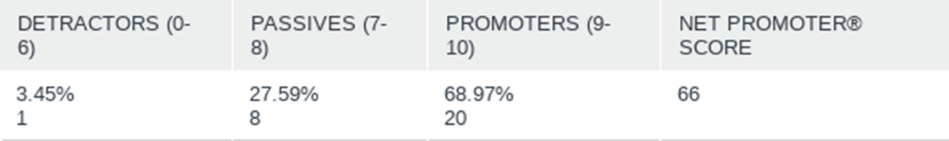 DETRACTORS (0-
6)
PASSIVES (7-
8)
PROMOTERS (9-
10)
NET PROMOTER®
SCORE
3.45%
1
27.59%
8
68.97%
20
66